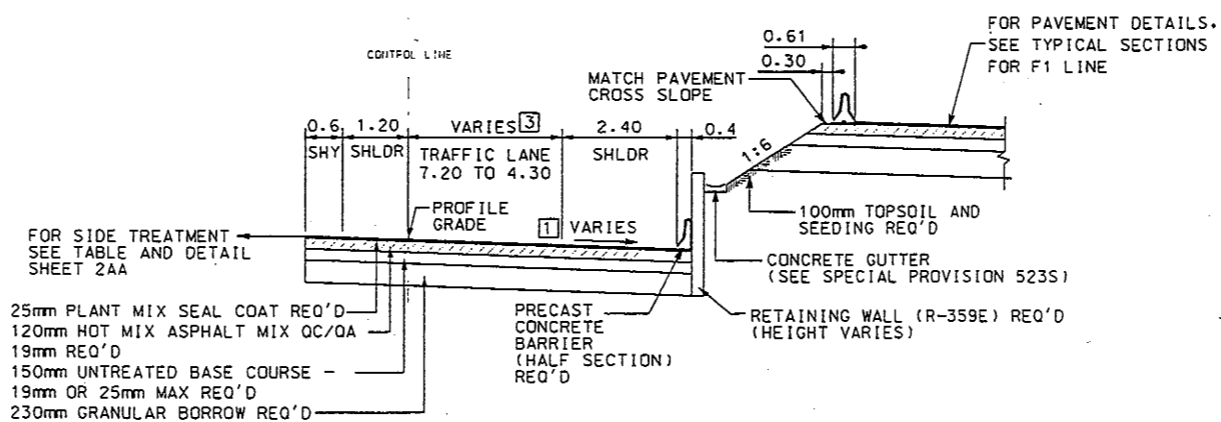 FOR PAVEMENT DETAILS.
SEE TYPICAL SECTIONS
FOR F1 LINE
0.61
0.30
CONTROL LINE
MATCH PAVEMENT
CROSS SLOPE
0.6
1.20
VARIES 3
2.40
0.4
SHY
SHLDR
TRAFFIC LANE
7.20 TO 4.30
SHLDR
1:6
PROFILE
GRADE
1 VARIES
100mm TOPSOIL AND
SEEDING REQ'D
FOR SIDE TREATMENT
SEE TABLE AND DETAIL
SHEET 2AA
CONCRETE GUTTER
(SEE SPECIAL PROVISION 523S)
25mm PLANT MIX SEAL COAT REQ'D
120mm HOT MIX ASPHALT MIX QC/QA
19mm REQ'D
150mm UNTREATED BASE COURSE -
19mm OR 25mm MAX REQ'D
230mm GRANULAR BORROW REQ'D
PRECAST
CONCRETE
BARRIER
(HALF SECTION)
REQ'D
RETAINING WALL (R-359E) REQ'D
(HEIGHT VARIES)